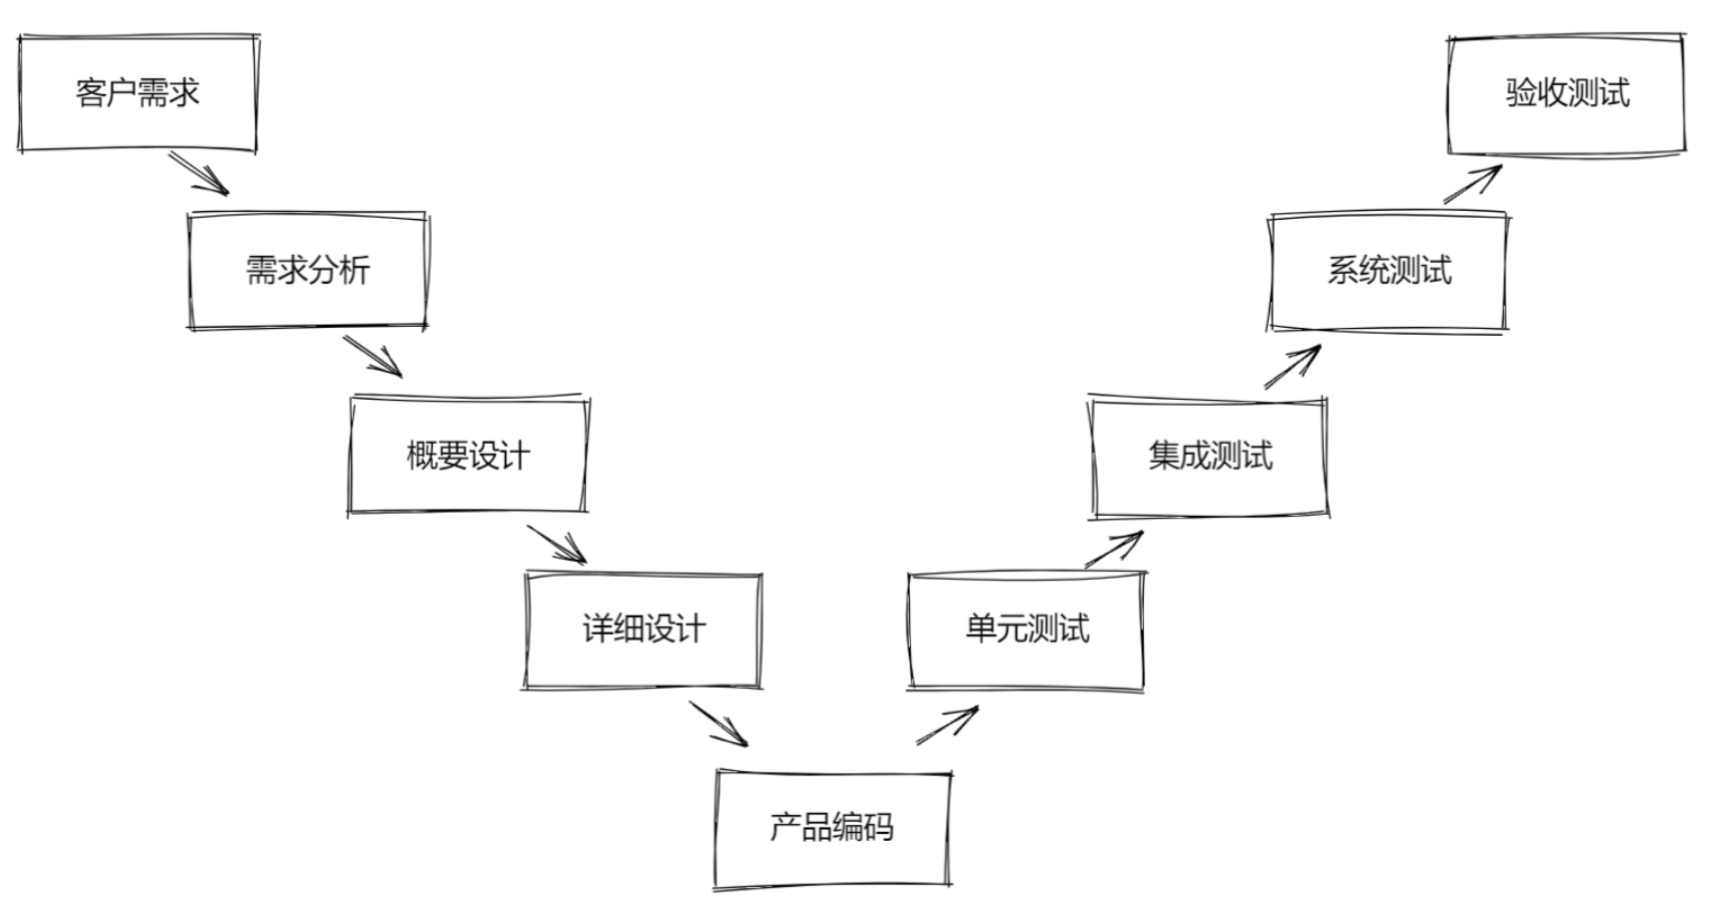 客户需求
需求分析
概要设计
详细设计
产品编码
单元测试
集成测试
系统测试
验收测试